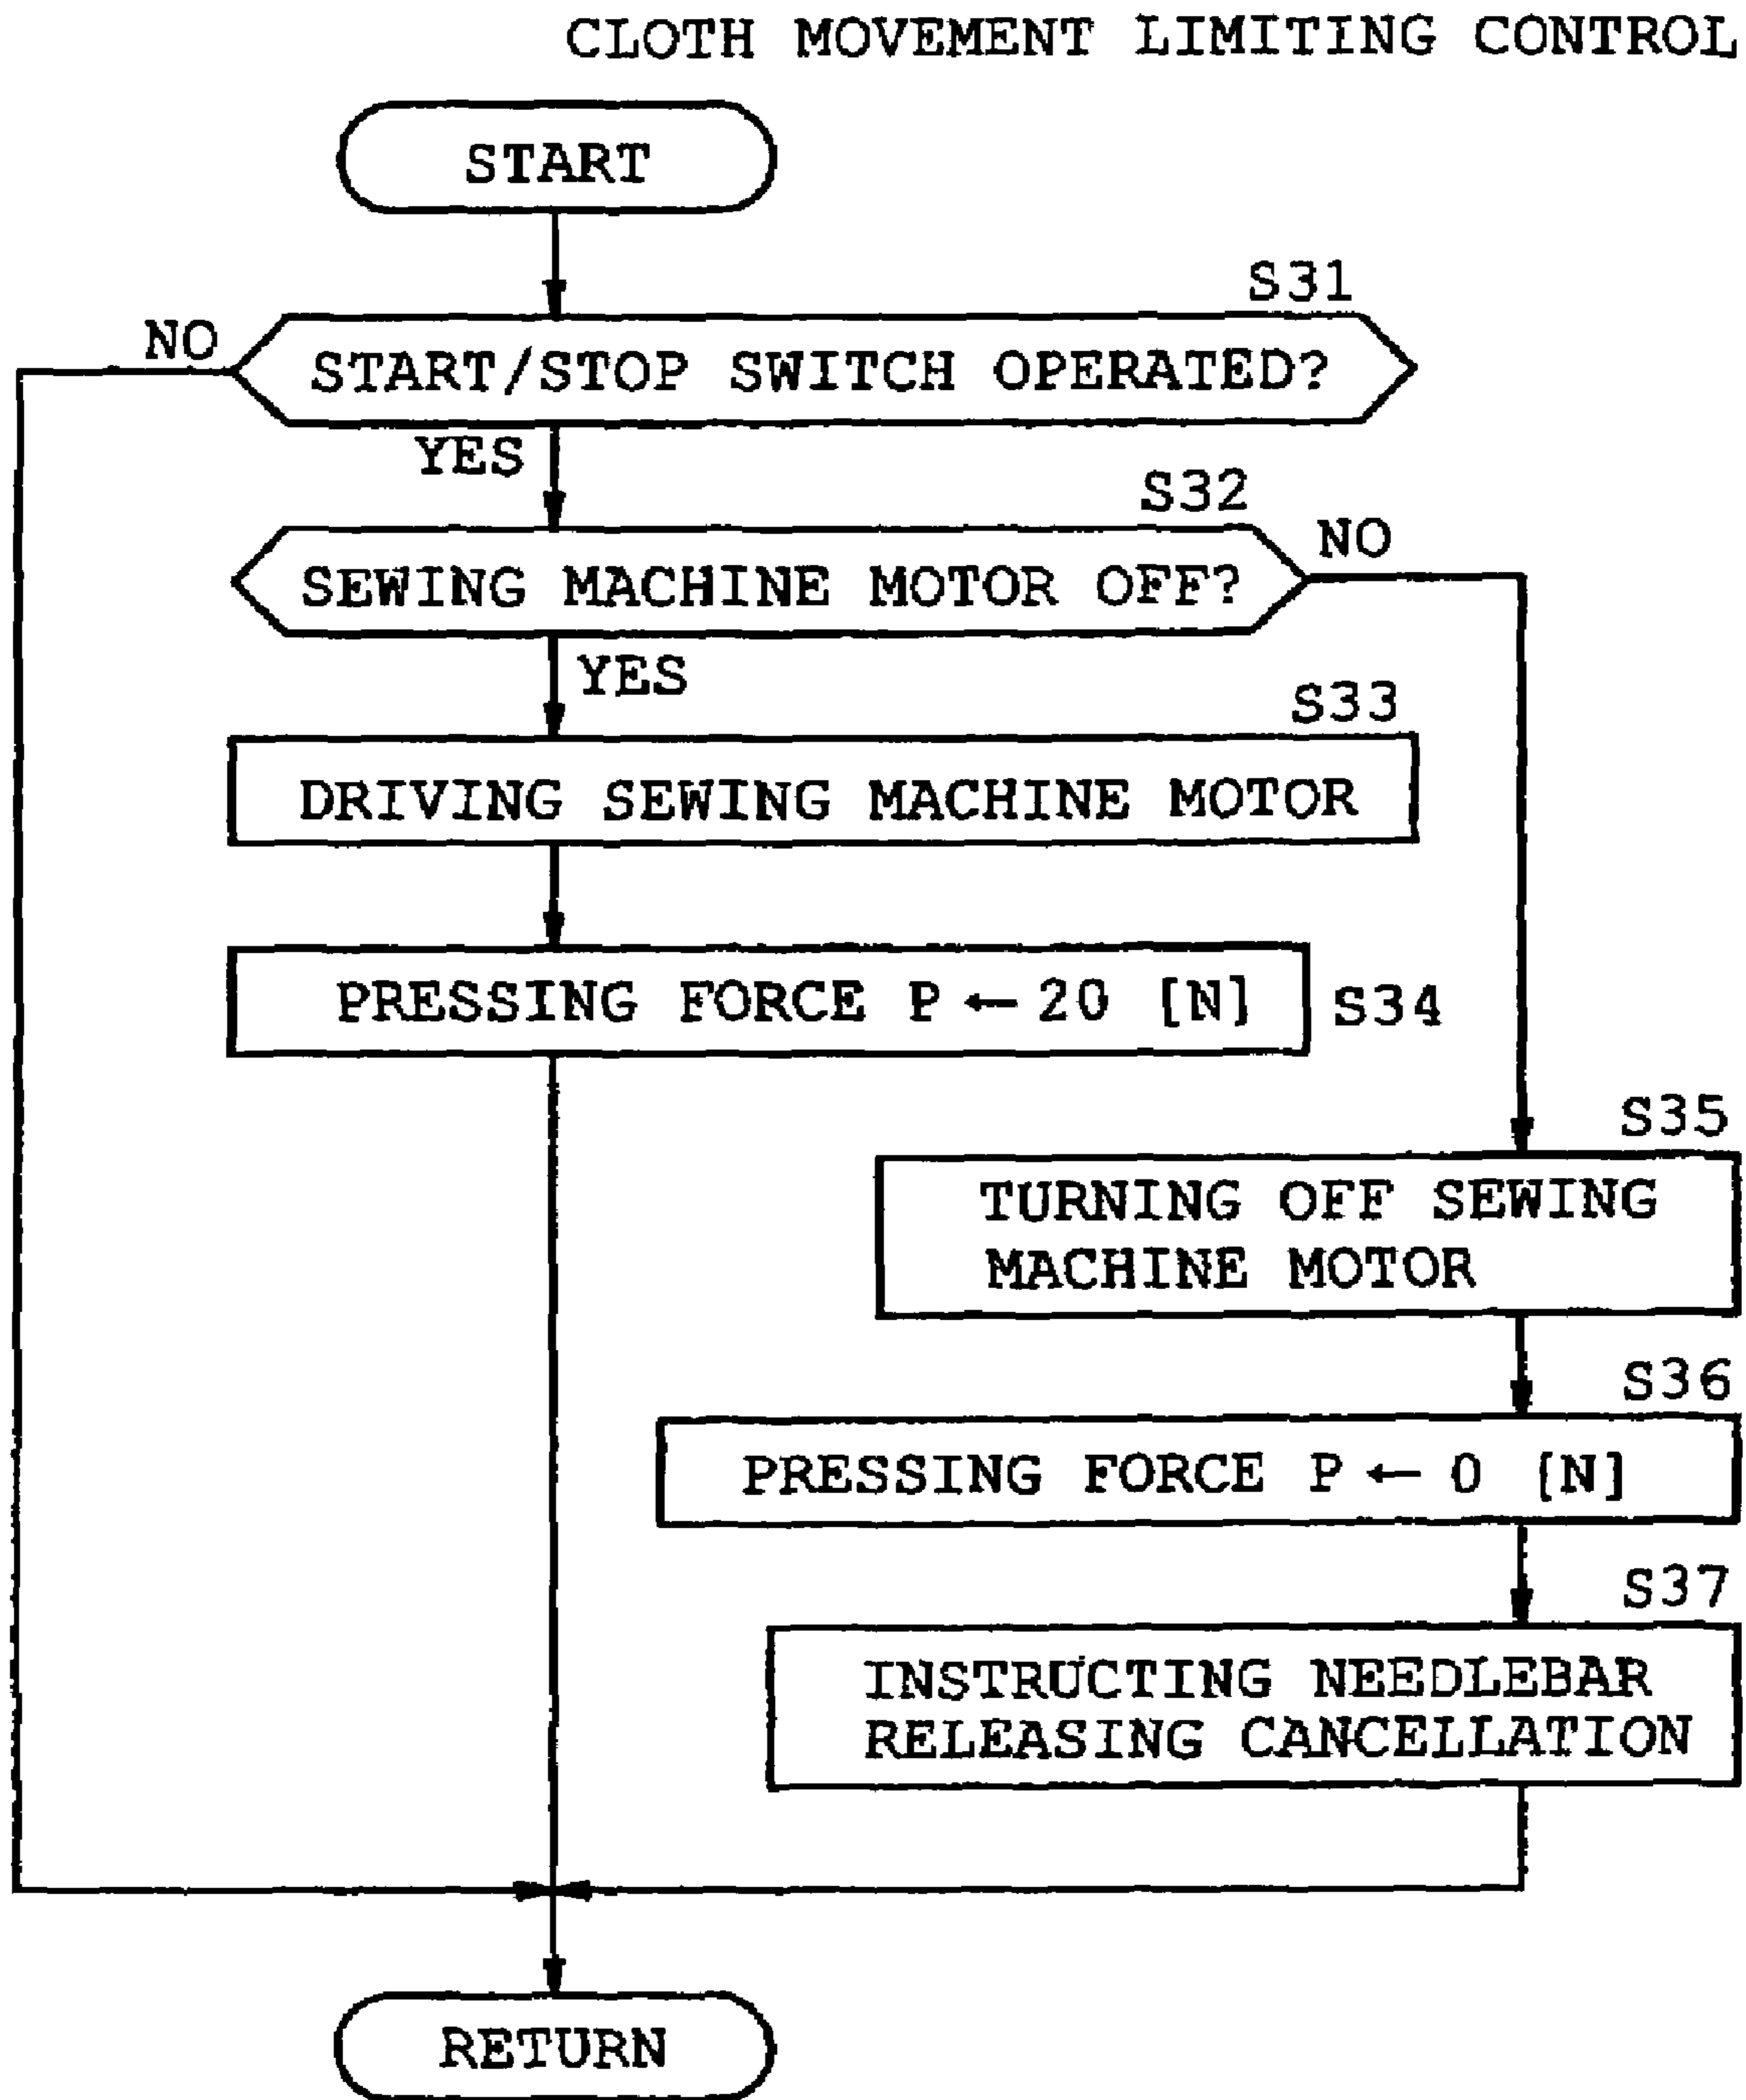 CLOTH MOVEMENT LIMITING CONTROL
START
S31
NO
START/STOP SWITCH OPERATED?
YES
S32
NO
SEWING MACHINE MOTOR OFF?
YES
S33
DRIVING SEWING MACHINE MOTOR
PRESSING FORCE P ← 20 [N]
S34
S35
TURNING OFF SEWING
MACHINE MOTOR
S36
PRESSING FORCE P ← 0 [N]
S37
INSTRUCTING NEEDLEBAR
RELEASING CANCELLATION
RETURN